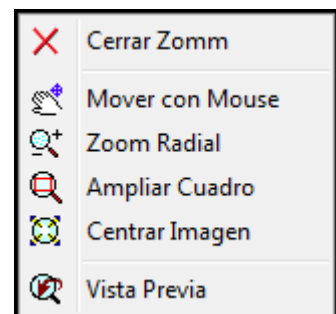 Cerrar Zomm
Mover con Mouse
Zoom Radial
Ampliar Cuadro
Centrar Imagen
Vista Previa